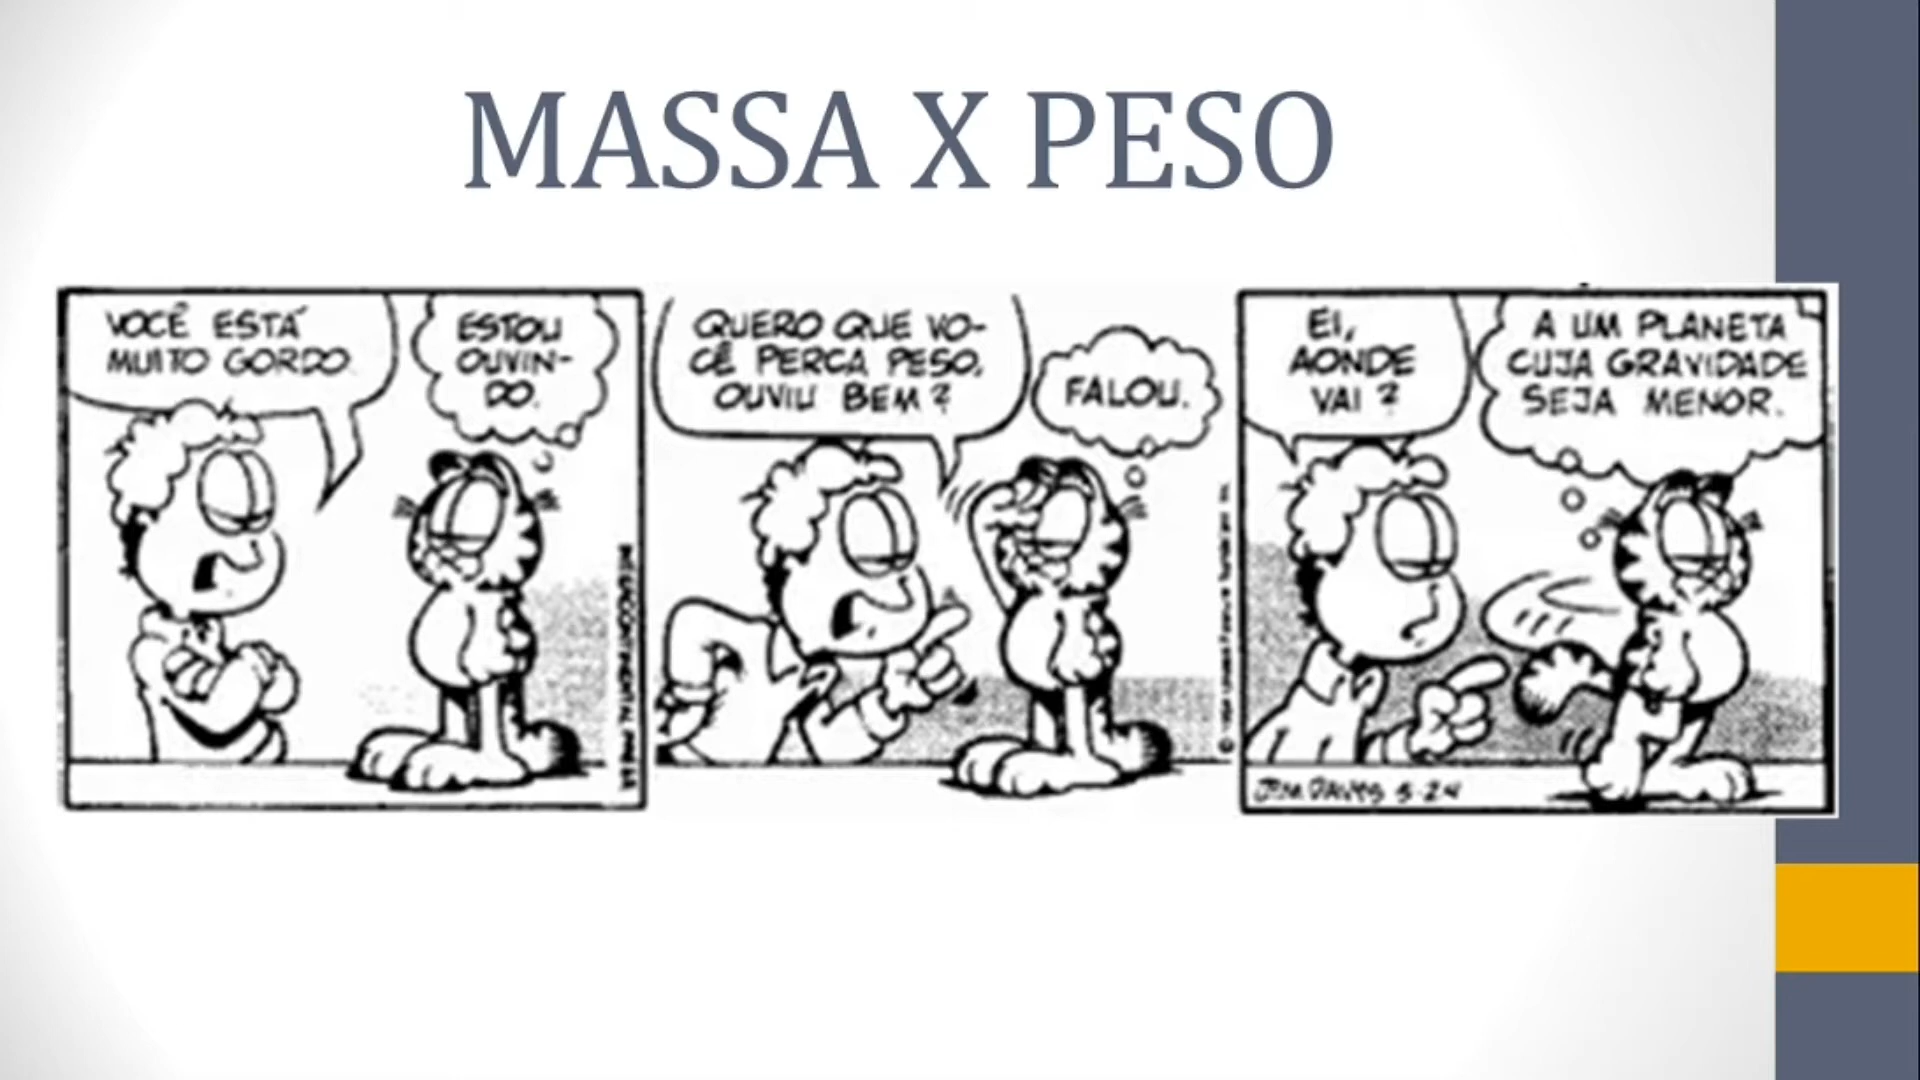 MASSA X PESO
VOCÊ ESTÁ
MUITO GORDO.
ESTOU
OUVIN-
DO.
QUERO QUE VO-
CÊ PERCA PESO,
OUVIU BEM?
FALOU.
EI,
AONDE
VAI?
A UM PLANETA
CUJA GRAVIDADE
SEJA MENOR.
JIM DAVIS 5-24